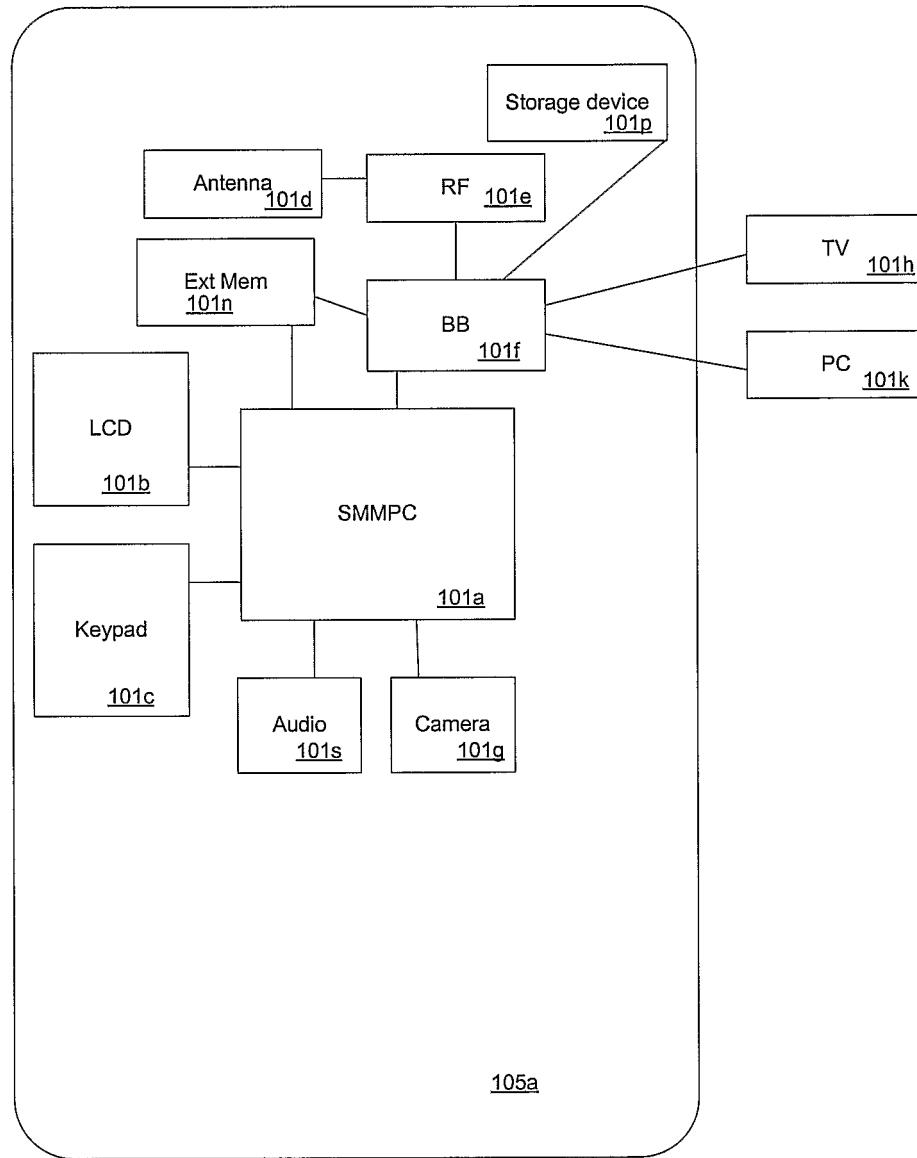 Storage device
101p
Antenna
101d
RF
101e
Ext Mem
101n
BB
101f
TV
101h
PC
101k
LCD
101b
SMMPC
101a
Keypad
101c
Audio
101s
Camera
101g
105a